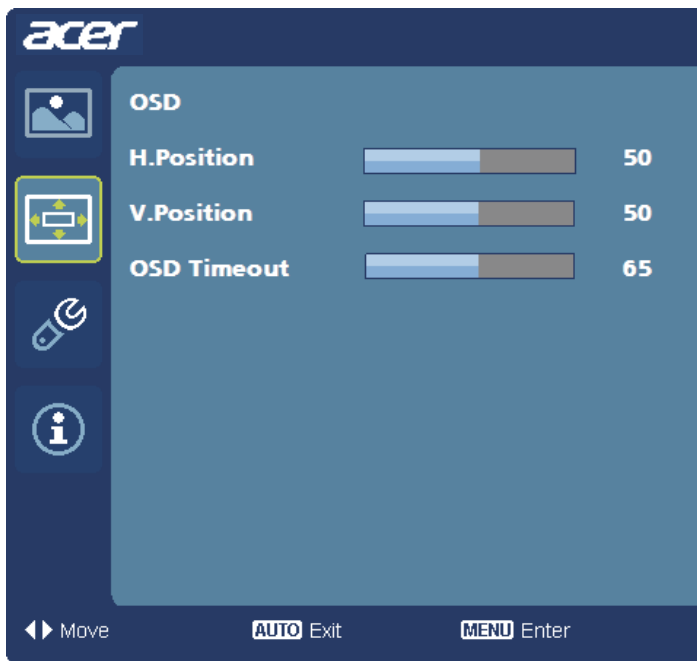 acer
OSD
H.Position 50
V.Position 50
OSD Timeout 65
Move AUTO Exit MENU Enter